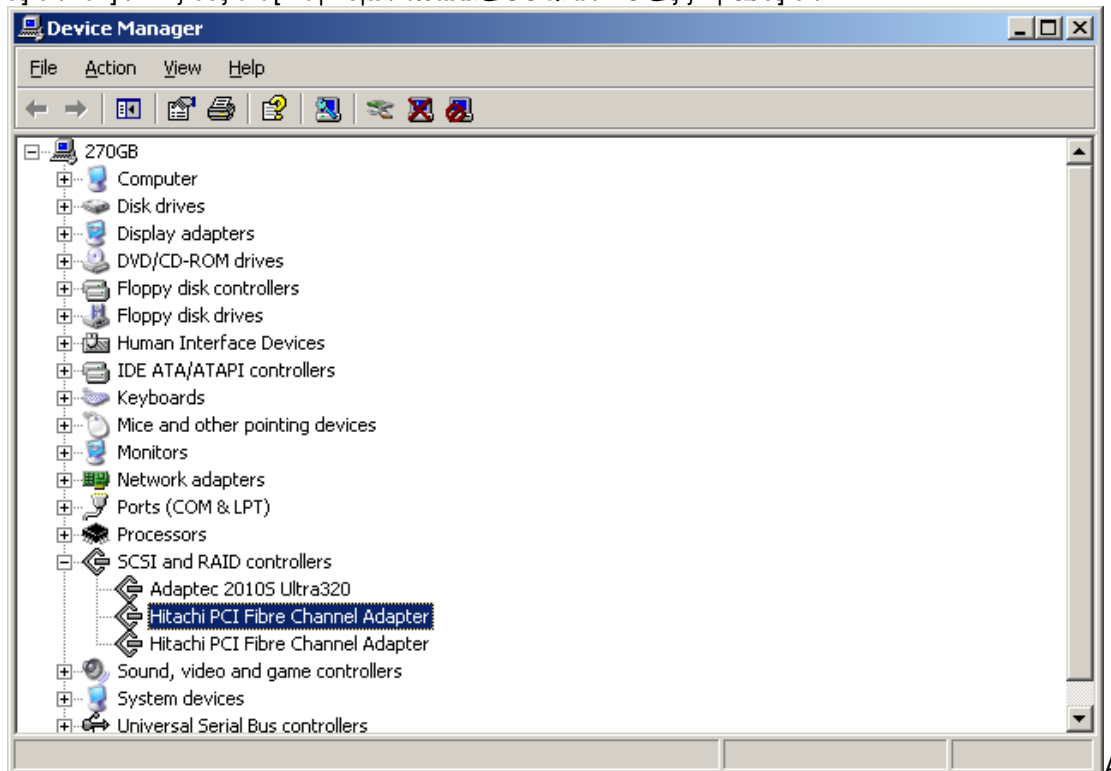 Device Manager
File Action View Help
270GB
Computer
Disk drives
Display adapters
DVD/CD-ROM drives
Floppy disk controllers
Floppy disk drives
Human Interface Devices
IDE ATA/ATAPI controllers
Keyboards
Mice and other pointing devices
Monitors
Network adapters
Ports (COM & LPT)
Processors
SCSI and RAID controllers
Adaptec 2010S Ultra320
Hitachi PCI Fibre Channel Adapter
Hitachi PCI Fibre Channel Adapter
Sound, video and game controllers
System devices
Universal Serial Bus controllers